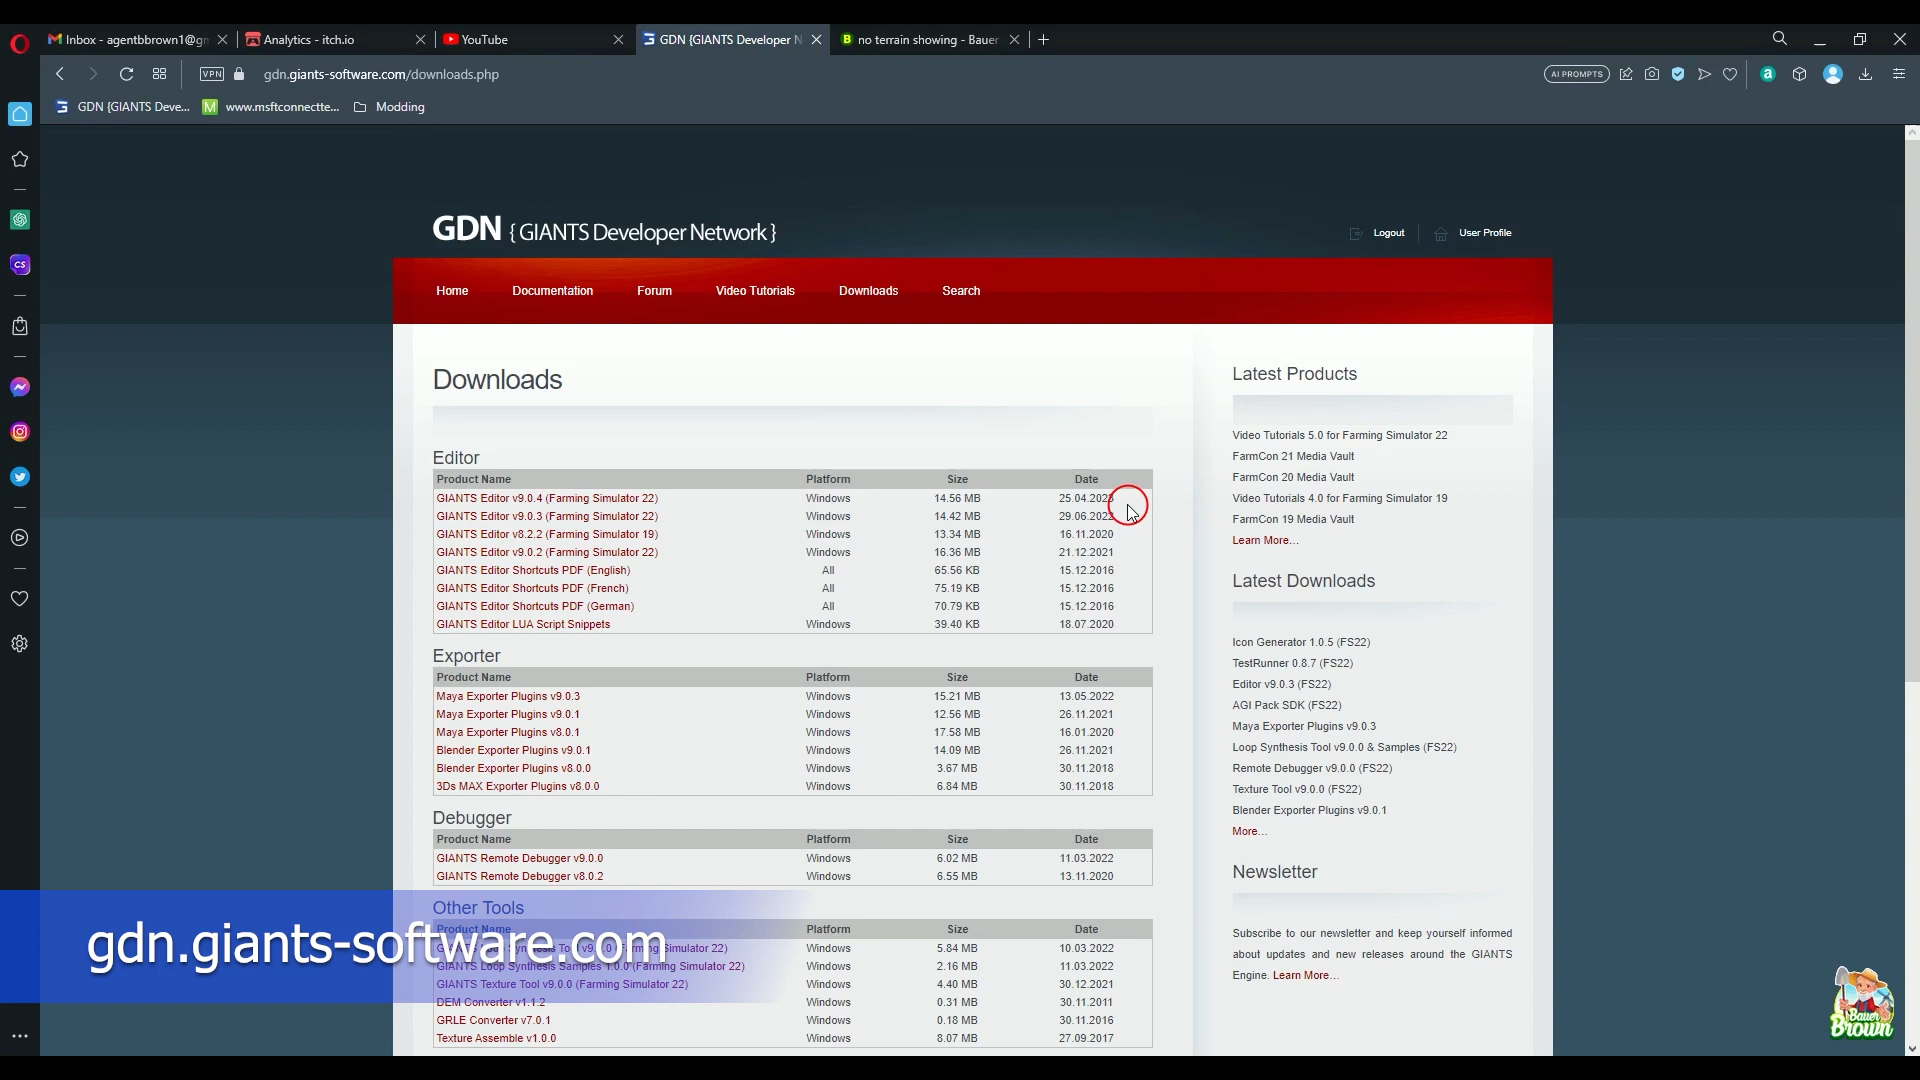 Inbox - agentbbrown1@gm
Analytics - itch.io
YouTube
GDN {GIANTS Developer N
no terrain showing - Bauer
VPN
gdn.giants-software.com/downloads.php
AI PROMPTS
GDN {GIANTS Deve...
www.msftconnectte...
Modding
GDN { GIANTS Developer Network }
Logout
User Profile
Home
Documentation
Forum
Video Tutorials
Downloads
Search
Downloads
Editor
Product Name Platform Size Date
GIANTS Editor v9.0.4 (Farming Simulator 22) Windows 14.56 MB 25.04.2023
GIANTS Editor v9.0.3 (Farming Simulator 22) Windows 14.42 MB 29.06.2022
GIANTS Editor v8.2.2 (Farming Simulator 19) Windows 13.34 MB 16.11.2020
GIANTS Editor v9.0.2 (Farming Simulator 22) Windows 16.36 MB 21.12.2021
GIANTS Editor Shortcuts PDF (English) All 65.56 KB 15.12.2016
GIANTS Editor Shortcuts PDF (French) All 75.19 KB 15.12.2016
GIANTS Editor Shortcuts PDF (German) All 70.79 KB 15.12.2016
GIANTS Editor LUA Script Snippets Windows 39.40 KB 18.07.2020
Exporter
Product Name Platform Size Date
Maya Exporter Plugins v9.0.3 Windows 15.21 MB 13.05.2022
Maya Exporter Plugins v9.0.1 Windows 12.56 MB 26.11.2021
Maya Exporter Plugins v8.0.1 Windows 17.58 MB 16.01.2020
Blender Exporter Plugins v9.0.1 Windows 14.09 MB 26.11.2021
Blender Exporter Plugins v8.0.0 Windows 3.67 MB 30.11.2018
3Ds MAX Exporter Plugins v8.0.0 Windows 6.84 MB 30.11.2018
Debugger
Product Name Platform Size Date
GIANTS Remote Debugger v9.0.0 Windows 6.02 MB 11.03.2022
GIANTS Remote Debugger v8.0.2 Windows 6.55 MB 13.11.2020
Other Tools
Product Name Platform Size Date
Simulator 22) Windows 5.84 MB 10.03.2022
GIANTS Loop Synthesis Samples 1.0.0 (Farming Simulator 22) Windows 2.16 MB 11.03.2022
GIANTS Texture Tool v9.0.0 (Farming Simulator 22) Windows 4.40 MB 30.12.2021
DEM Converter v1.1.2 Windows 0.31 MB 30.11.2011
GRLE Converter v7.0.1 Windows 0.18 MB 30.11.2016
Texture Assemble v1.0.0 Windows 8.07 MB 27.09.2017
Latest Products
Video Tutorials 5.0 for Farming Simulator 22
FarmCon 21 Media Vault
FarmCon 20 Media Vault
Video Tutorials 4.0 for Farming Simulator 19
FarmCon 19 Media Vault
Learn More...
Latest Downloads
Icon Generator 1.0.5 (FS22)
TestRunner 0.8.7 (FS22)
Editor v9.0.3 (FS22)
AGI Pack SDK (FS22)
Maya Exporter Plugins v9.0.3
Loop Synthesis Tool v9.0.0 & Samples (FS22)
Remote Debugger v9.0.0 (FS22)
Texture Tool v9.0.0 (FS22)
Blender Exporter Plugins v9.0.1
More...
Newsletter
Subscribe to our newsletter and keep yourself informed
about updates and new releases around the GIANTS
Engine. Learn More...
gdn.giants-software.com
Bauer
Brown